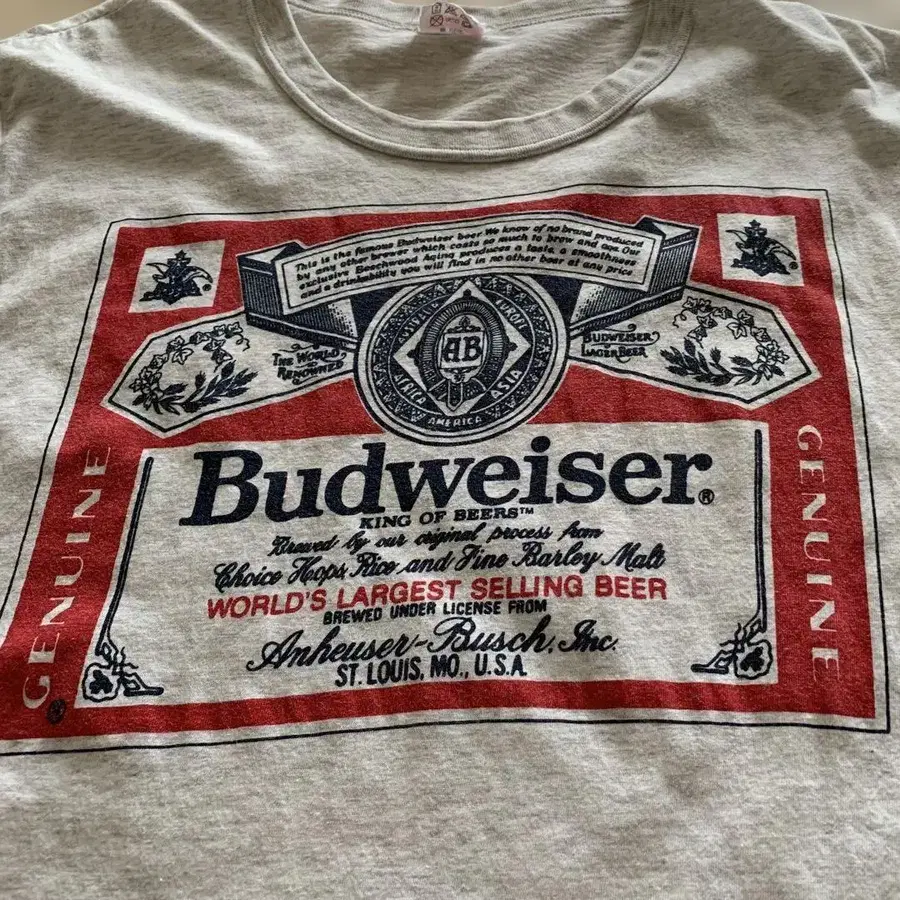 This is the famous Budweiser beer. We know of no brand produced
by any other brewer which costs so much to brew and age. Our
exclusive Beechwood Aging produces a taste, a smoothness
and a drinkability you will find in no other beer at any price
THE WORLD
RENOWNED
BUDWEISER
LAGER BEER
EUROPE
AFRICA
ASIA
AMERICA
AB
GENUINE
GENUINE
Budweiser®
KING OF BEERS™
Brewed by our original process from
Choice Hops, Rice and Fine Barley Malt
WORLD'S LARGEST SELLING BEER
BREWED UNDER LICENSE FROM
Anheuser-Busch, Inc.
ST. LOUIS, MO., U.S.A.
®